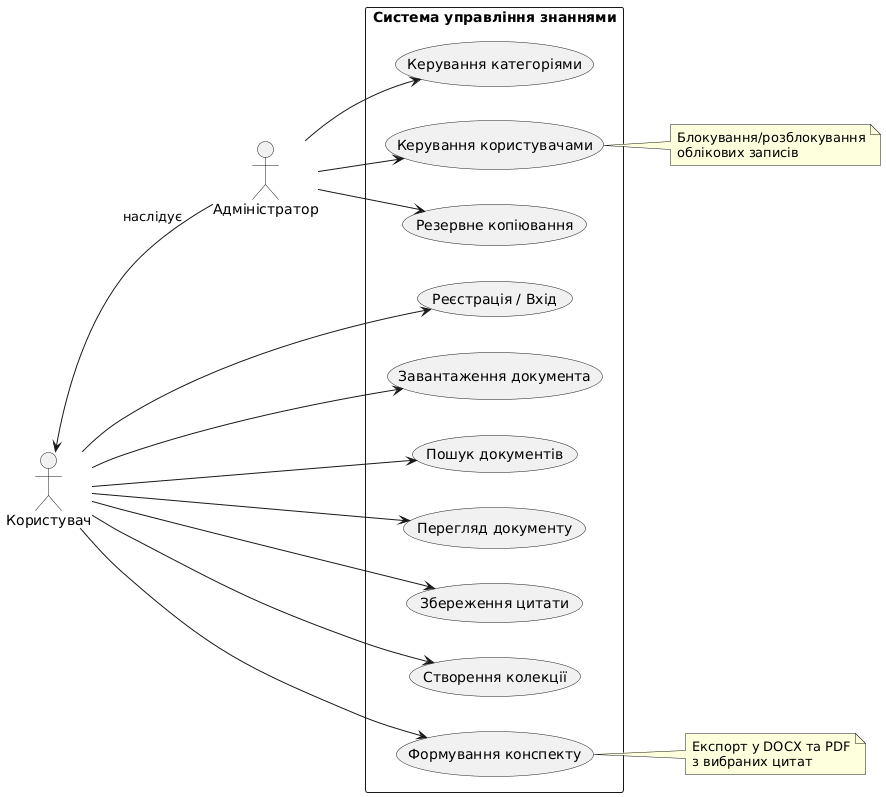 Система управління знаннями
Керування категоріями
Керування користувачами
Блокування/розблокування
облікових записів
Адміністратор
наслідує
Резервне копіювання
Реєстрація / Вхід
Завантаження документа
Пошук документів
Користувач
Перегляд документу
Збереження цитати
Створення колекції
Формування конспекту
Експорт у DOCX та PDF
з вибраних цитат